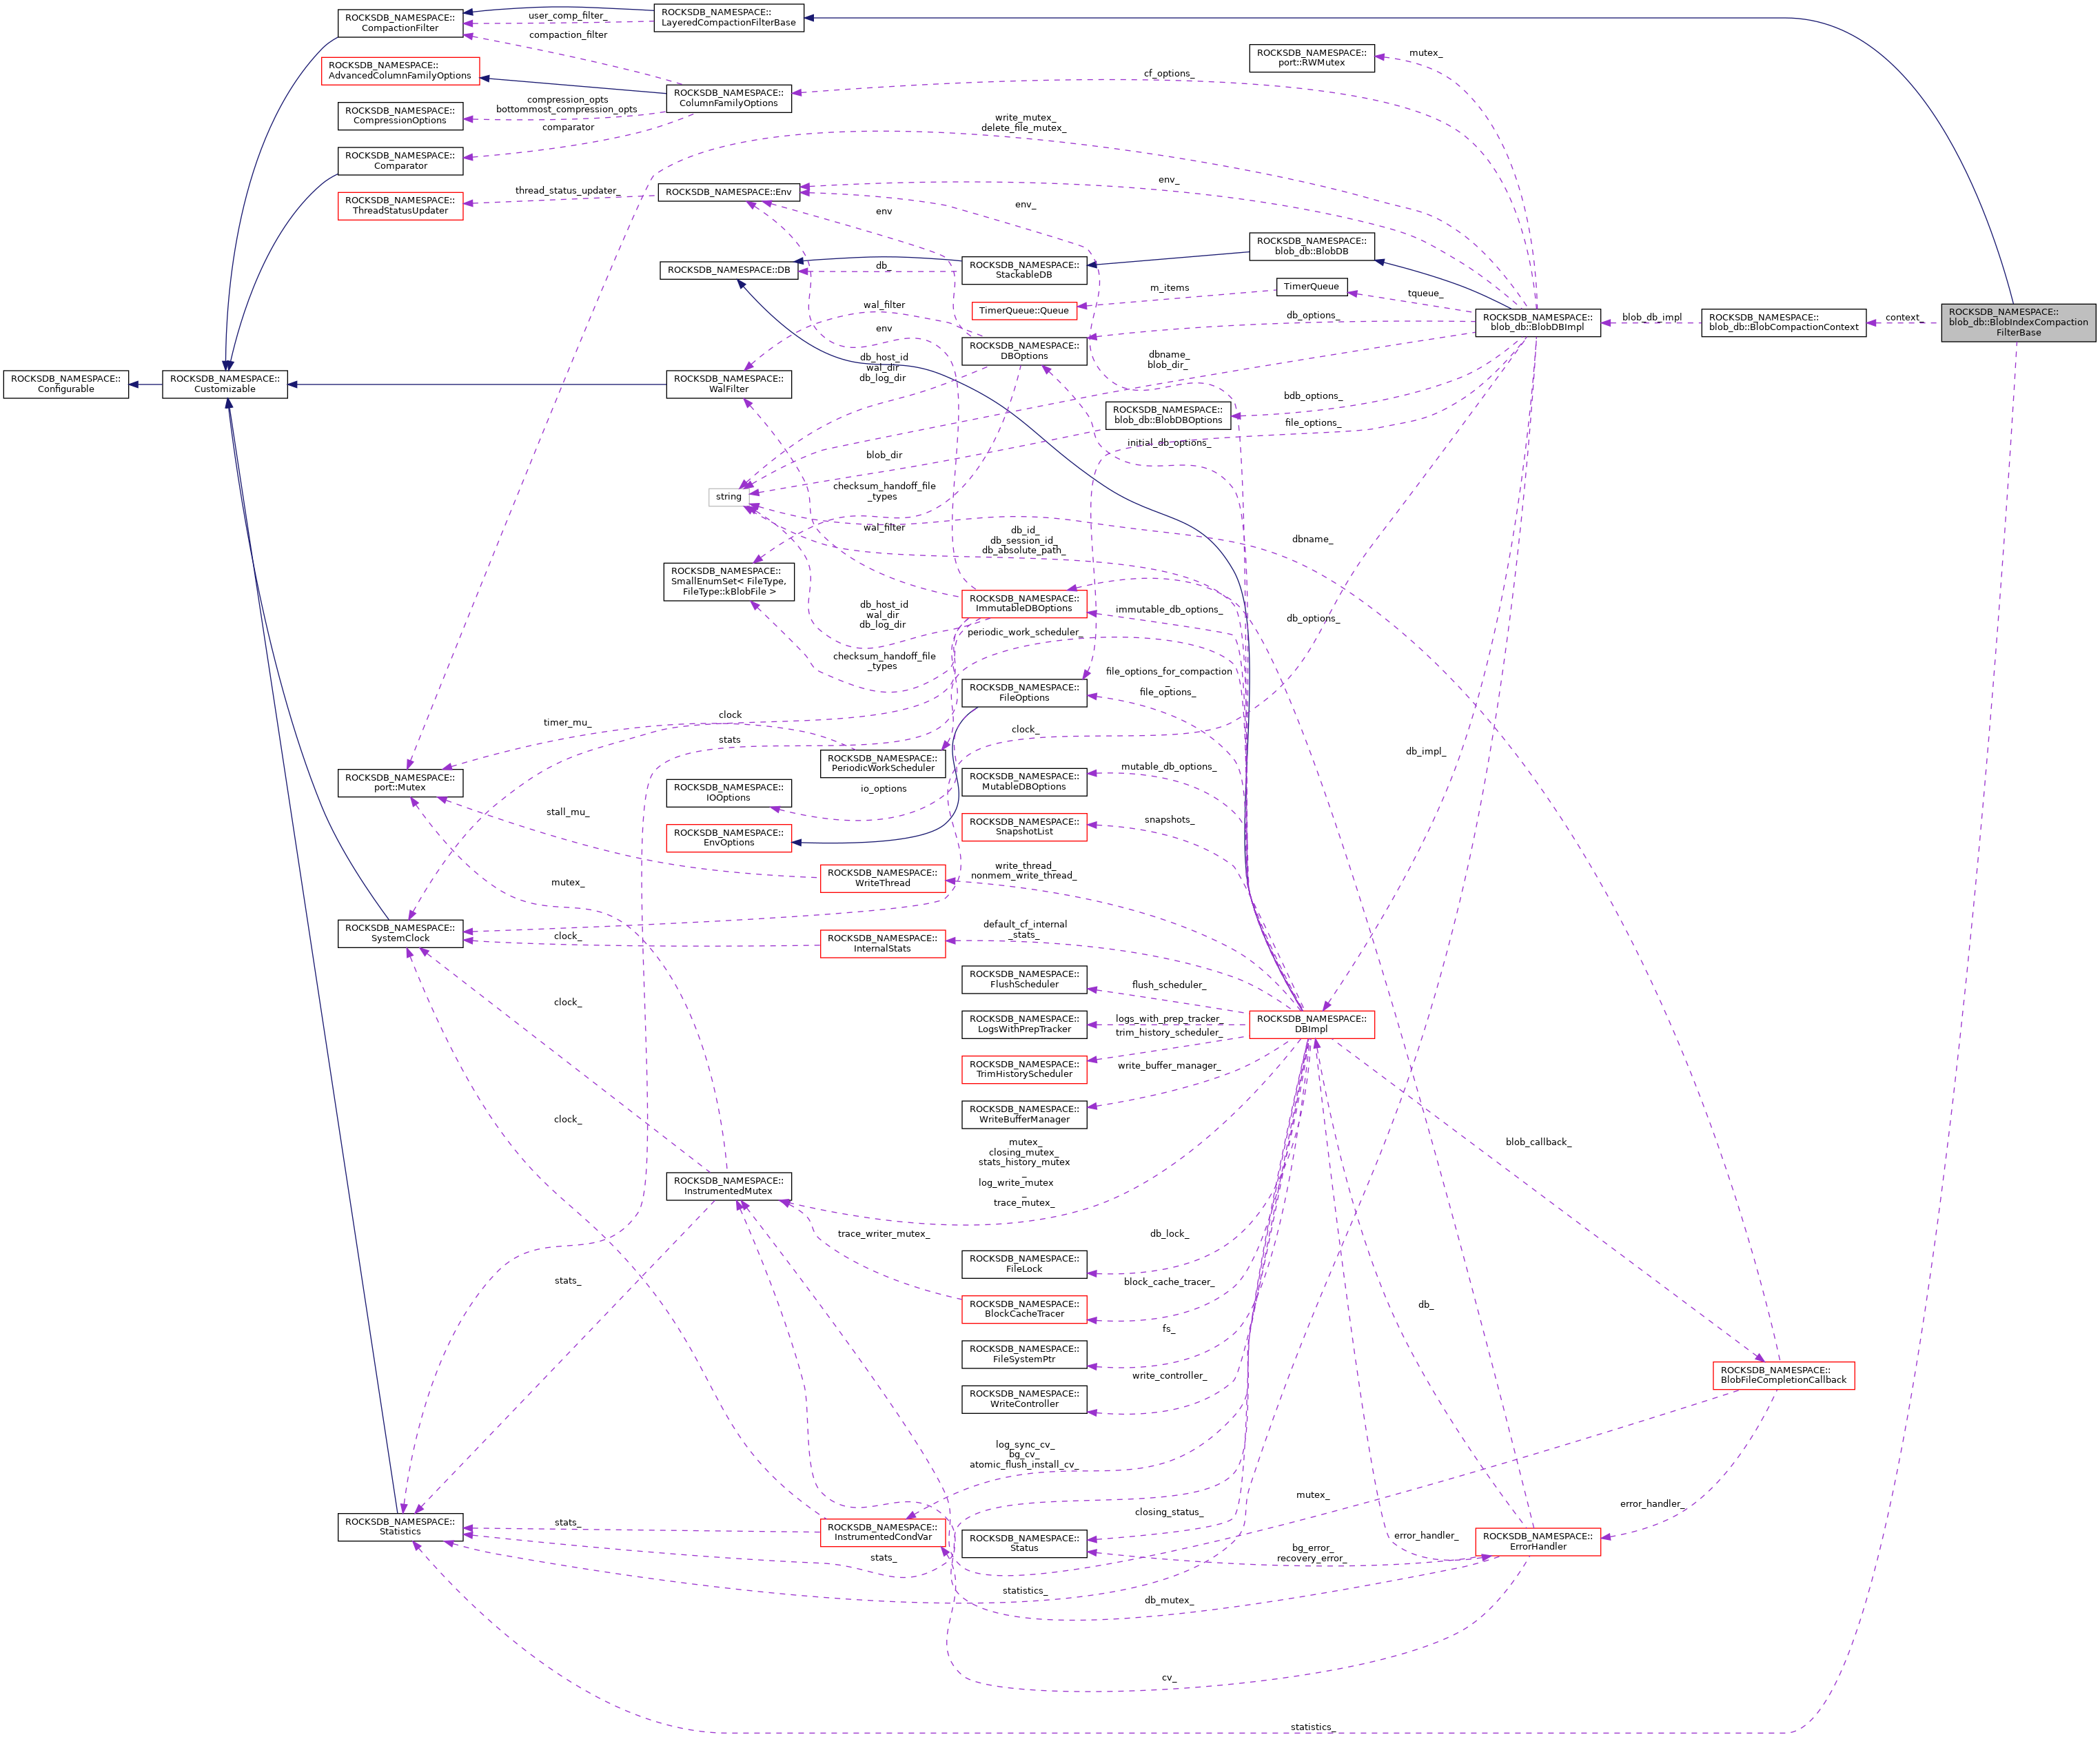 ROCKSDB_NAMESPACE::
CompactionFilter
user_comp_filter_
ROCKSDB_NAMESPACE::
LayeredCompactionFilterBase
compaction_filter
ROCKSDB_NAMESPACE::
AdvancedColumnFamilyOptions
ROCKSDB_NAMESPACE::
port::RWMutex
mutex_
cf_options_
ROCKSDB_NAMESPACE::
ColumnFamilyOptions
ROCKSDB_NAMESPACE::
CompressionOptions
compression_opts
bottommost_compression_opts
comparator
write_mutex_
delete_file_mutex_
ROCKSDB_NAMESPACE::
Comparator
ROCKSDB_NAMESPACE::
ThreadStatusUpdater
thread_status_updater_
ROCKSDB_NAMESPACE::Env
env_
env_
env
ROCKSDB_NAMESPACE::
blob_db::BlobDB
ROCKSDB_NAMESPACE::DB
db_
ROCKSDB_NAMESPACE::
StackableDB
m_items
TimerQueue
tqueue_
TimerQueue::Queue
wal_filter
db_options_
ROCKSDB_NAMESPACE::
blob_db::BlobDBImpl
blob_db_impl
ROCKSDB_NAMESPACE::
blob_db::BlobCompactionContext
context_
ROCKSDB_NAMESPACE::
blob_db::BlobIndexCompaction
FilterBase
env
ROCKSDB_NAMESPACE::
DBOptions
db_host_id
wal_dir
db_log_dir
dbname_
blob_dir_
ROCKSDB_NAMESPACE::
Configurable
ROCKSDB_NAMESPACE::
Customizable
ROCKSDB_NAMESPACE::
WalFilter
bdb_options_
ROCKSDB_NAMESPACE::
blob_db::BlobDBOptions
file_options_
initial_db_options_
blob_dir
string
checksum_handoff_file
_types
wal_filter
db_id_
db_session_id_
db_absolute_path_
dbname_
ROCKSDB_NAMESPACE::
SmallEnumSet< FileType,
FileType::kBlobFile >
ROCKSDB_NAMESPACE::
ImmutableDBOptions
immutable_db_options_
db_host_id
wal_dir
db_log_dir
db_options_
periodic_work_scheduler_
checksum_handoff_file
_types
file_options_for_compaction
_
file_options_
ROCKSDB_NAMESPACE::
FileOptions
timer_mu_
clock
stats
clock_
db_impl_
ROCKSDB_NAMESPACE::
PeriodicWorkScheduler
mutable_db_options_
ROCKSDB_NAMESPACE::
port::Mutex
ROCKSDB_NAMESPACE::
IOOptions
io_options
ROCKSDB_NAMESPACE::
MutableDBOptions
stall_mu_
ROCKSDB_NAMESPACE::
EnvOptions
ROCKSDB_NAMESPACE::
SnapshotList
snapshots_
ROCKSDB_NAMESPACE::
WriteThread
write_thread_
nonmem_write_thread_
mutex_
ROCKSDB_NAMESPACE::
SystemClock
clock_
ROCKSDB_NAMESPACE::
InternalStats
default_cf_internal
_stats_
ROCKSDB_NAMESPACE::
FlushScheduler
flush_scheduler_
clock_
ROCKSDB_NAMESPACE::
LogsWithPrepTracker
logs_with_prep_tracker_
trim_history_scheduler_
ROCKSDB_NAMESPACE::
DBImpl
ROCKSDB_NAMESPACE::
TrimHistoryScheduler
write_buffer_manager_
clock_
ROCKSDB_NAMESPACE::
WriteBufferManager
blob_callback_
mutex_
closing_mutex_
stats_history_mutex
_
log_write_mutex
_
trace_mutex_
ROCKSDB_NAMESPACE::
InstrumentedMutex
trace_writer_mutex_
db_lock_
ROCKSDB_NAMESPACE::
FileLock
stats_
block_cache_tracer_
ROCKSDB_NAMESPACE::
BlockCacheTracer
db_
fs_
ROCKSDB_NAMESPACE::
FileSystemPtr
write_controller_
ROCKSDB_NAMESPACE::
BlobFileCompletionCallback
ROCKSDB_NAMESPACE::
WriteController
log_sync_cv_
bg_cv_
atomic_flush_install_cv_
mutex_
error_handler_
closing_status_
ROCKSDB_NAMESPACE::
Statistics
stats_
ROCKSDB_NAMESPACE::
InstrumentedCondVar
ROCKSDB_NAMESPACE::
Status
error_handler_
ROCKSDB_NAMESPACE::
ErrorHandler
stats_
bg_error_
recovery_error_
statistics_
db_mutex_
cv_
statistics_